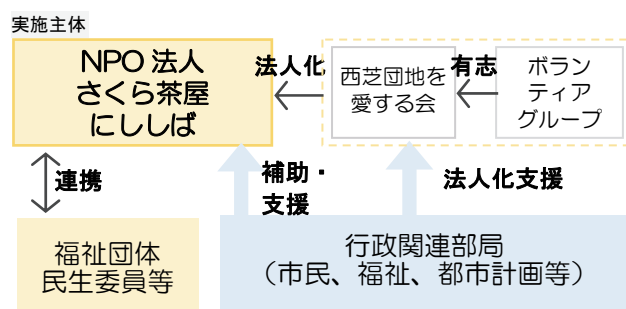 実施主体
NPO 法人
さくら茶屋
にししば
法人化
西芝団地を
愛する会
有志
ボラン
ティア
グループ
連携
補助・
支援
法人化支援
福祉団体
民生委員等
行政関連部局
（市民、福祉、都市計画等）